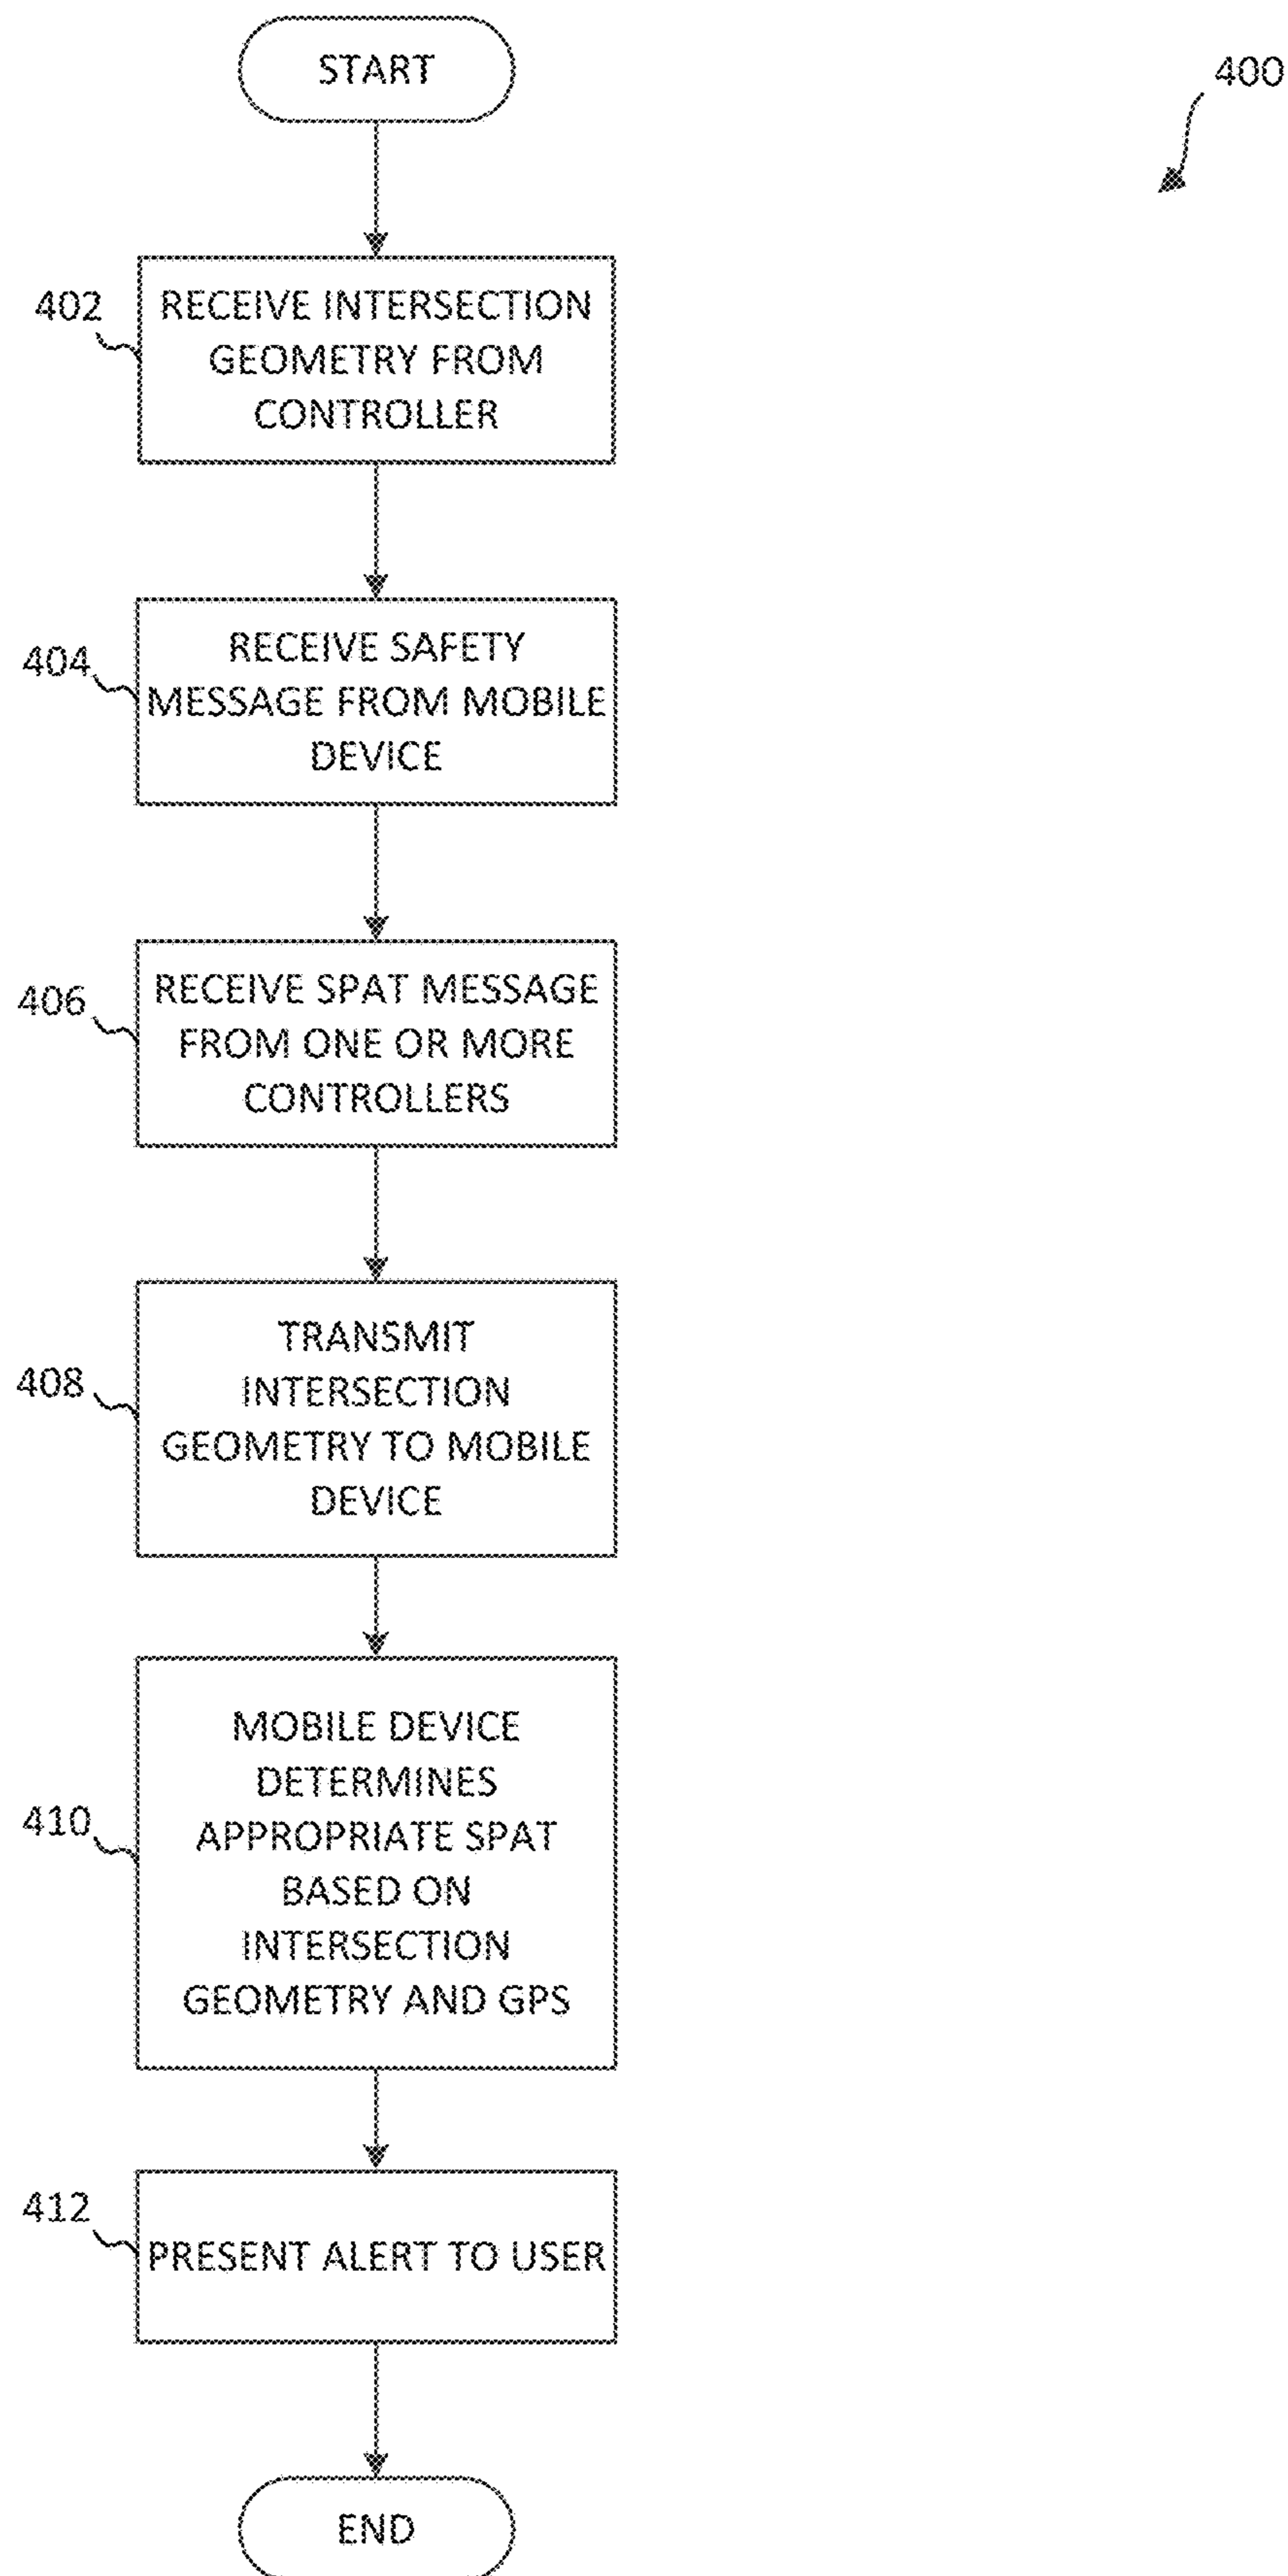 START
400
402
RECEIVE INTERSECTION
GEOMETRY FROM
CONTROLLER
404
RECEIVE SAFETY
MESSAGE FROM MOBILE
DEVICE
406
RECEIVE SPAT MESSAGE
FROM ONE OR MORE
CONTROLLERS
408
TRANSMIT
INTERSECTION
GEOMETRY TO MOBILE
DEVICE
410
MOBILE DEVICE
DETERMINES
APPROPRIATE SPAT
BASED ON
INTERSECTION
GEOMETRY AND GPS
412
PRESENT ALERT TO USER
END